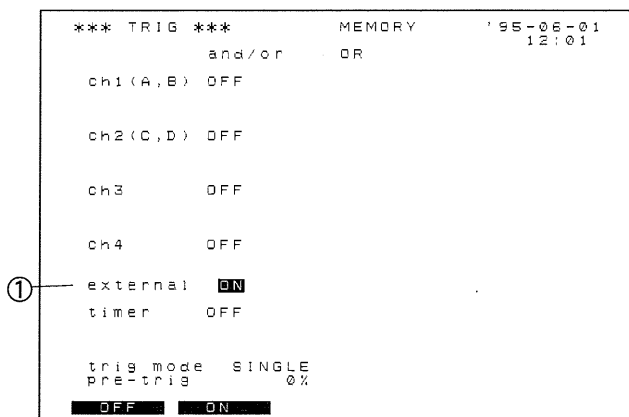 *** TRIG *** MEMORY '95-06-01
12:01
and/or OR
ch1(A,B) OFF
ch2(C,D) OFF
ch3 OFF
ch4 OFF
① external ON
timer OFF
trig mode SINGLE
pre-trig 0%
OFF ON